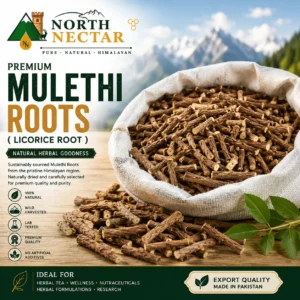 NORTH
NECTAR
PURE · NATURAL · HIMALAYAN
PREMIUM
MULETHI
ROOTS
( LICORICE ROOT )
NATURAL HERBAL GOODNESS
Sustainably sourced Mulethi Roots
from the pristine Himalayan region.
Naturally dried and carefully selected
for premium quality and purity.
100%
NATURAL
WILD
HARVESTED
LAB
TESTED
PREMIUM
QUALITY
NO ARTIFICIAL
IDEAL FOR
HERBAL TEA · WELLNESS · NUTRACEUTICALS
HERBAL FORMULATIONS · RESEARCH
EXPORT QUALITY
MADE IN PAKISTAN